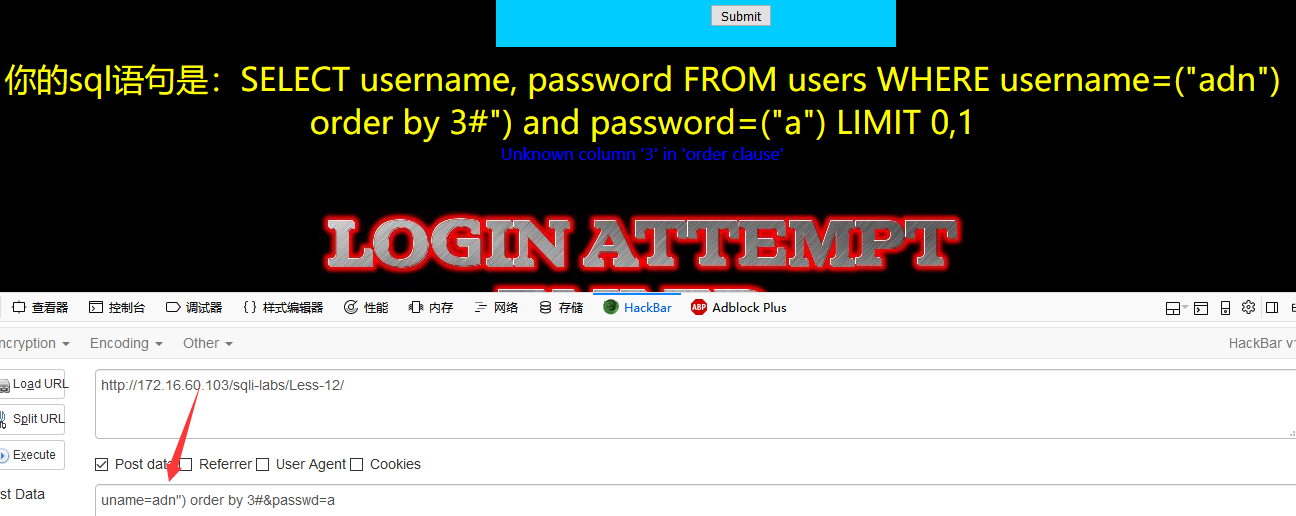 Submit
你的sql语句是：SELECT username, password FROM users WHERE username=("adn")
order by 3#") and password=("a") LIMIT 0,1
Unknown column '3' in 'order clause'
LOGIN ATTEMPT
查看器 控制台 调试器 {} 样式编辑器 性能 内存 网络 存储 HackBar ABP Adblock Plus
ncryption Encoding Other HackBar v1
Load URL http://172.16.60.103/sqli-labs/Less-12/
Split URL
Execute
Post data Referrer User Agent Cookies
st Data uname=adn") order by 3#&passwd=a